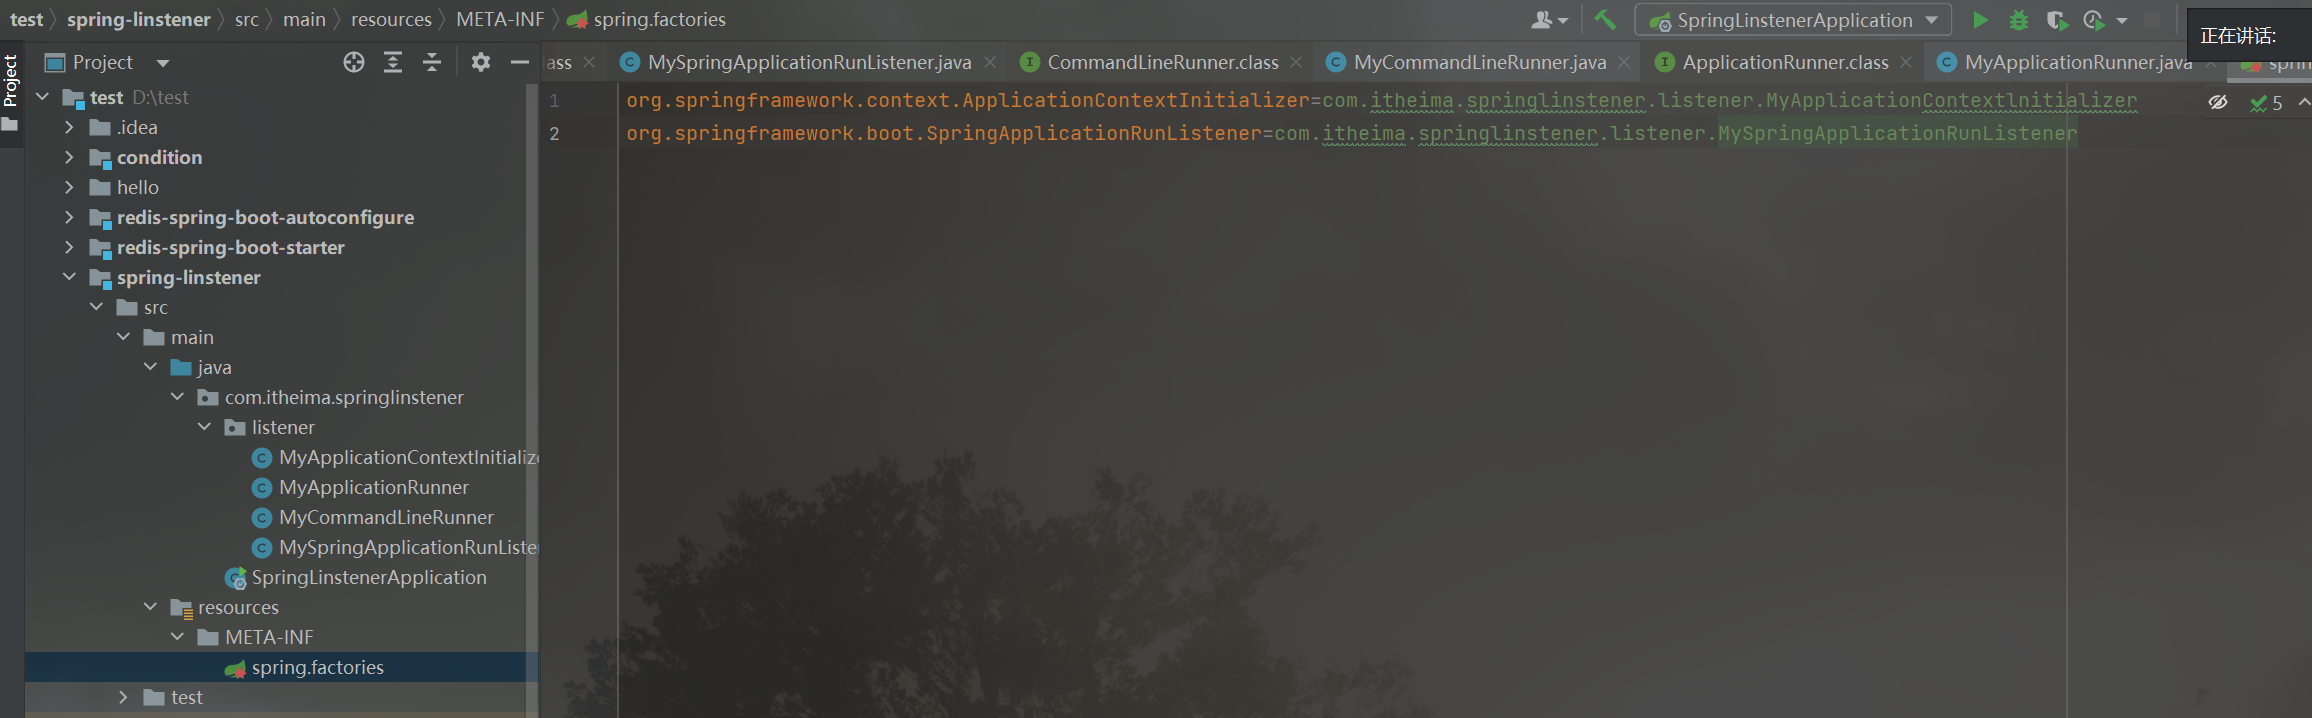 test spring-linstener src main resources META-INF spring.factories SpringLinstenerApplication
正在讲话:
Project
Project
ass MySpringApplicationRunListener.java CommandLineRunner.class MyCommandLineRunner.java ApplicationRunner.class MyApplicationRunner.java sprin
test D:\test
.idea
condition
hello
redis-spring-boot-autoconfigure
redis-spring-boot-starter
spring-linstener
src
main
java
com.itheima.springlinstener
listener
MyApplicationContextlnitialize
MyApplicationRunner
MyCommandLineRunner
MySpringApplicationRunListe
SpringLinstenerApplication
resources
META-INF
spring.factories
test
1 org.springframework.context.ApplicationContextInitializer=com.itheima.springlinstener.listener.MyApplicationContextlnitializer
2 org.springframework.boot.SpringApplicationRunListener=com.itheima.springlinstener.listener.MySpringApplicationRunListener
5